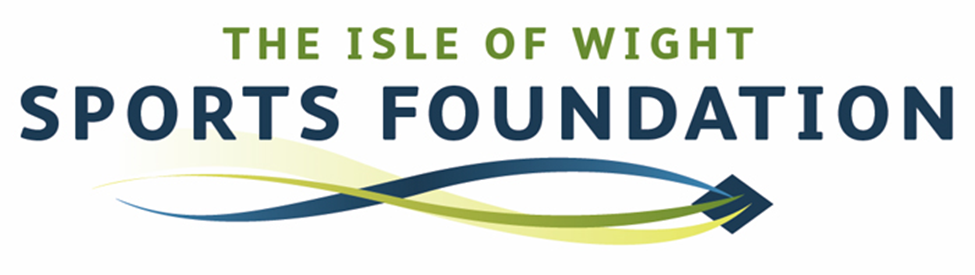 THE ISLE OF WIGHT
SPORTS FOUNDATION